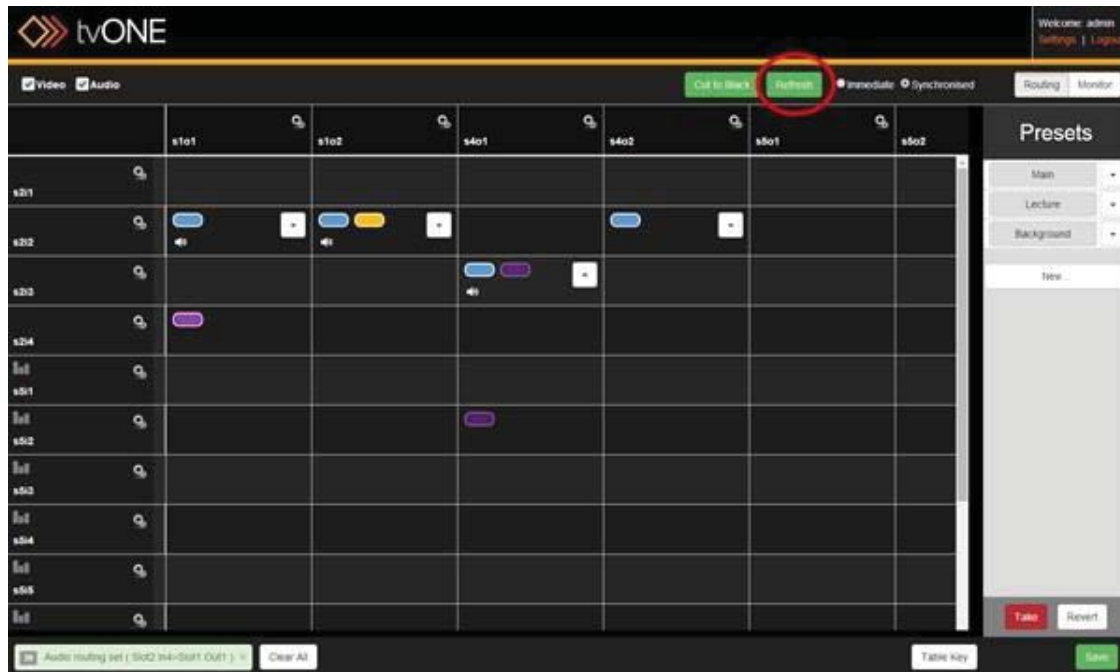 tvONE
Welcome: admin
Settings | Logout
Video Audio
Cut to Black Refresh Immediate Synchronised Routing Monitor
s1o1 s1o2 s4o1 s4o2 s5o1 s5o2
Presets
s2i1
s2i2
s2i3
s2i4
s5i1
s5i2
s5i3
s5i4
s5i5
Main
Lecture
Background
New...
Take Revert
Audio routing set ( Slot2.In4>Slot1.Out1 ) × Clear All Table Key Save